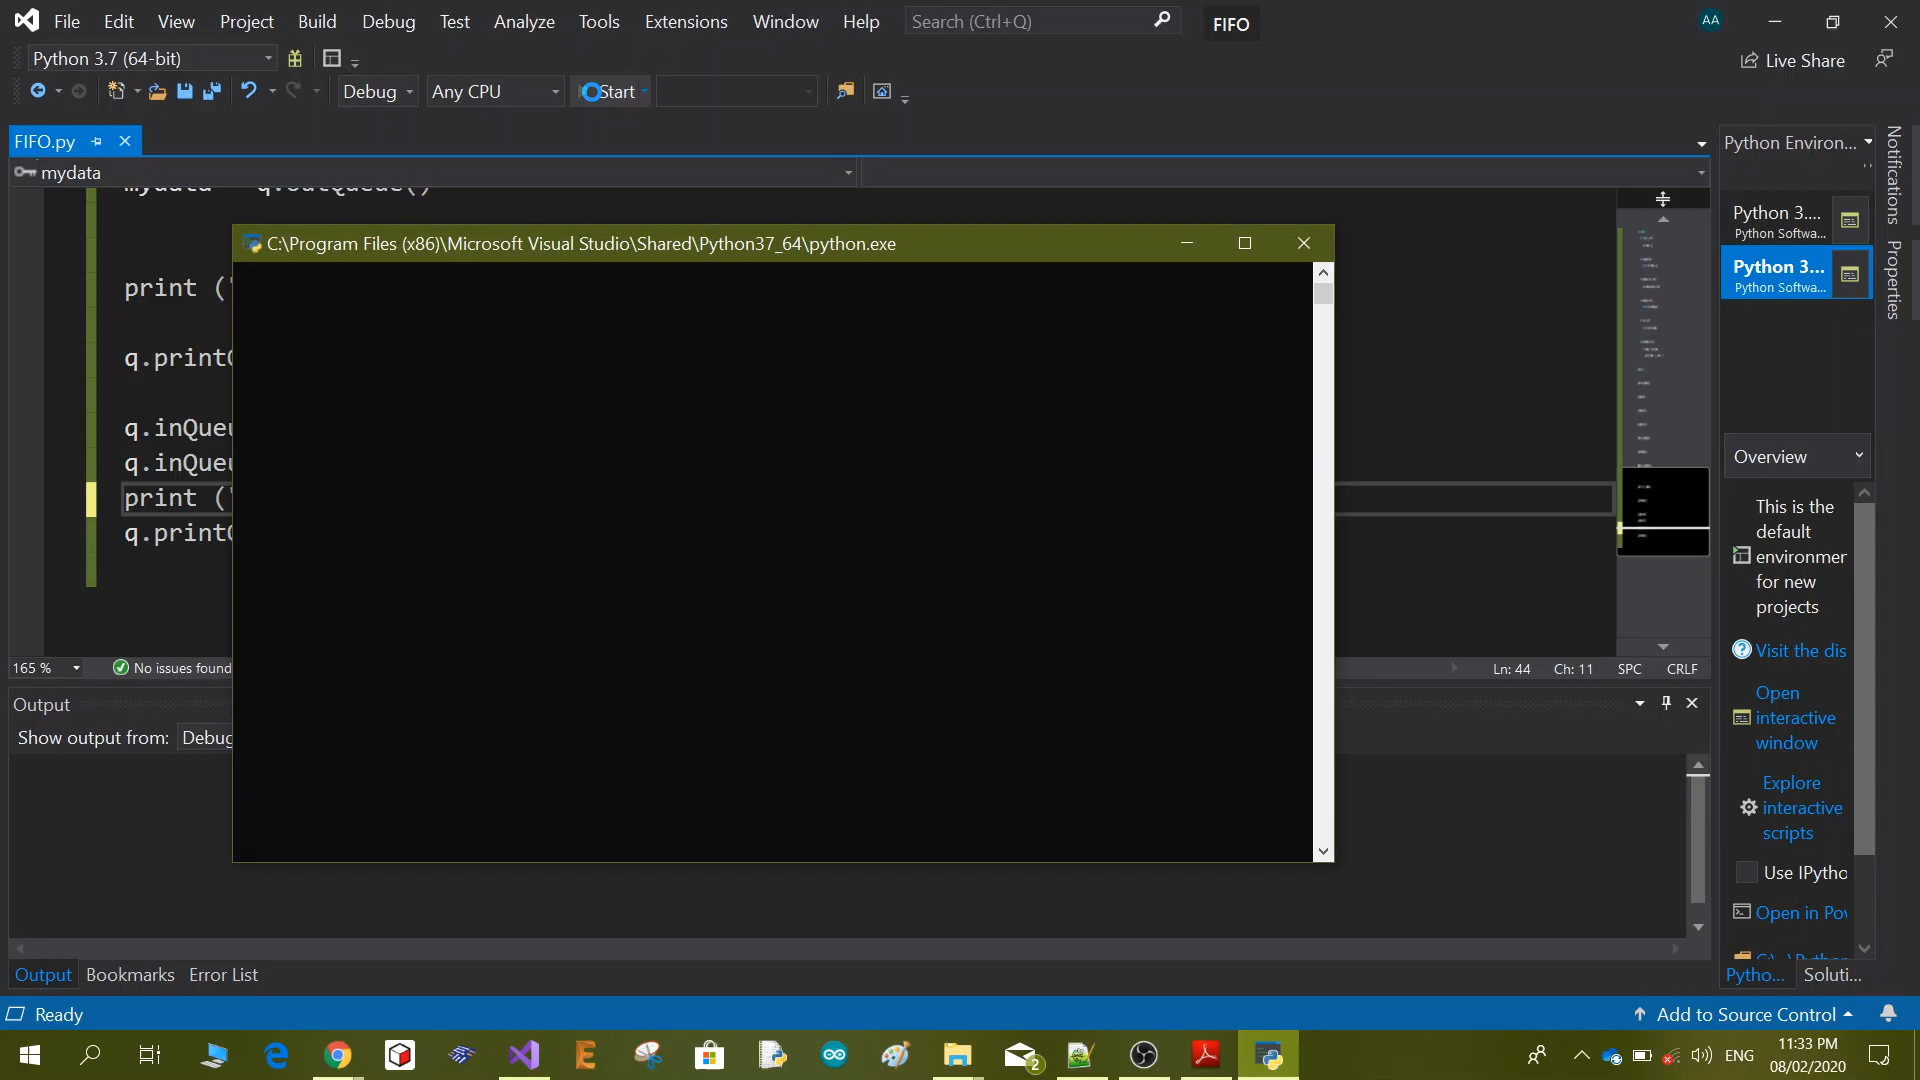 File Edit View Project Build Debug Test Analyze Tools Extensions Window Help Search (Ctrl+Q) FIFO AA
Python 3.7 (64-bit) Live Share
Debug Any CPU Start
FIFO.py
mydata
Python Environ...
Notifications
Properties
Python 3....
Python Softwa...
Python 3...
Python Softwa...
C:\Program Files (x86)\Microsoft Visual Studio\Shared\Python37_64\python.exe
print ("
q.print
q.inQueu
q.inQueu
print ("
q.print
Overview
This is the
default
environmer
for new
projects
Visit the dis
Open
interactive
window
Explore
interactive
scripts
Use IPytho
Open in Po
165 % No issues found Ln: 44 Ch: 11 SPC CRLF
Output
Show output from: Debug
Output Bookmarks Error List
Pytho... Soluti...
Ready Add to Source Control
2
ENG
11:33 PM
08/02/2020